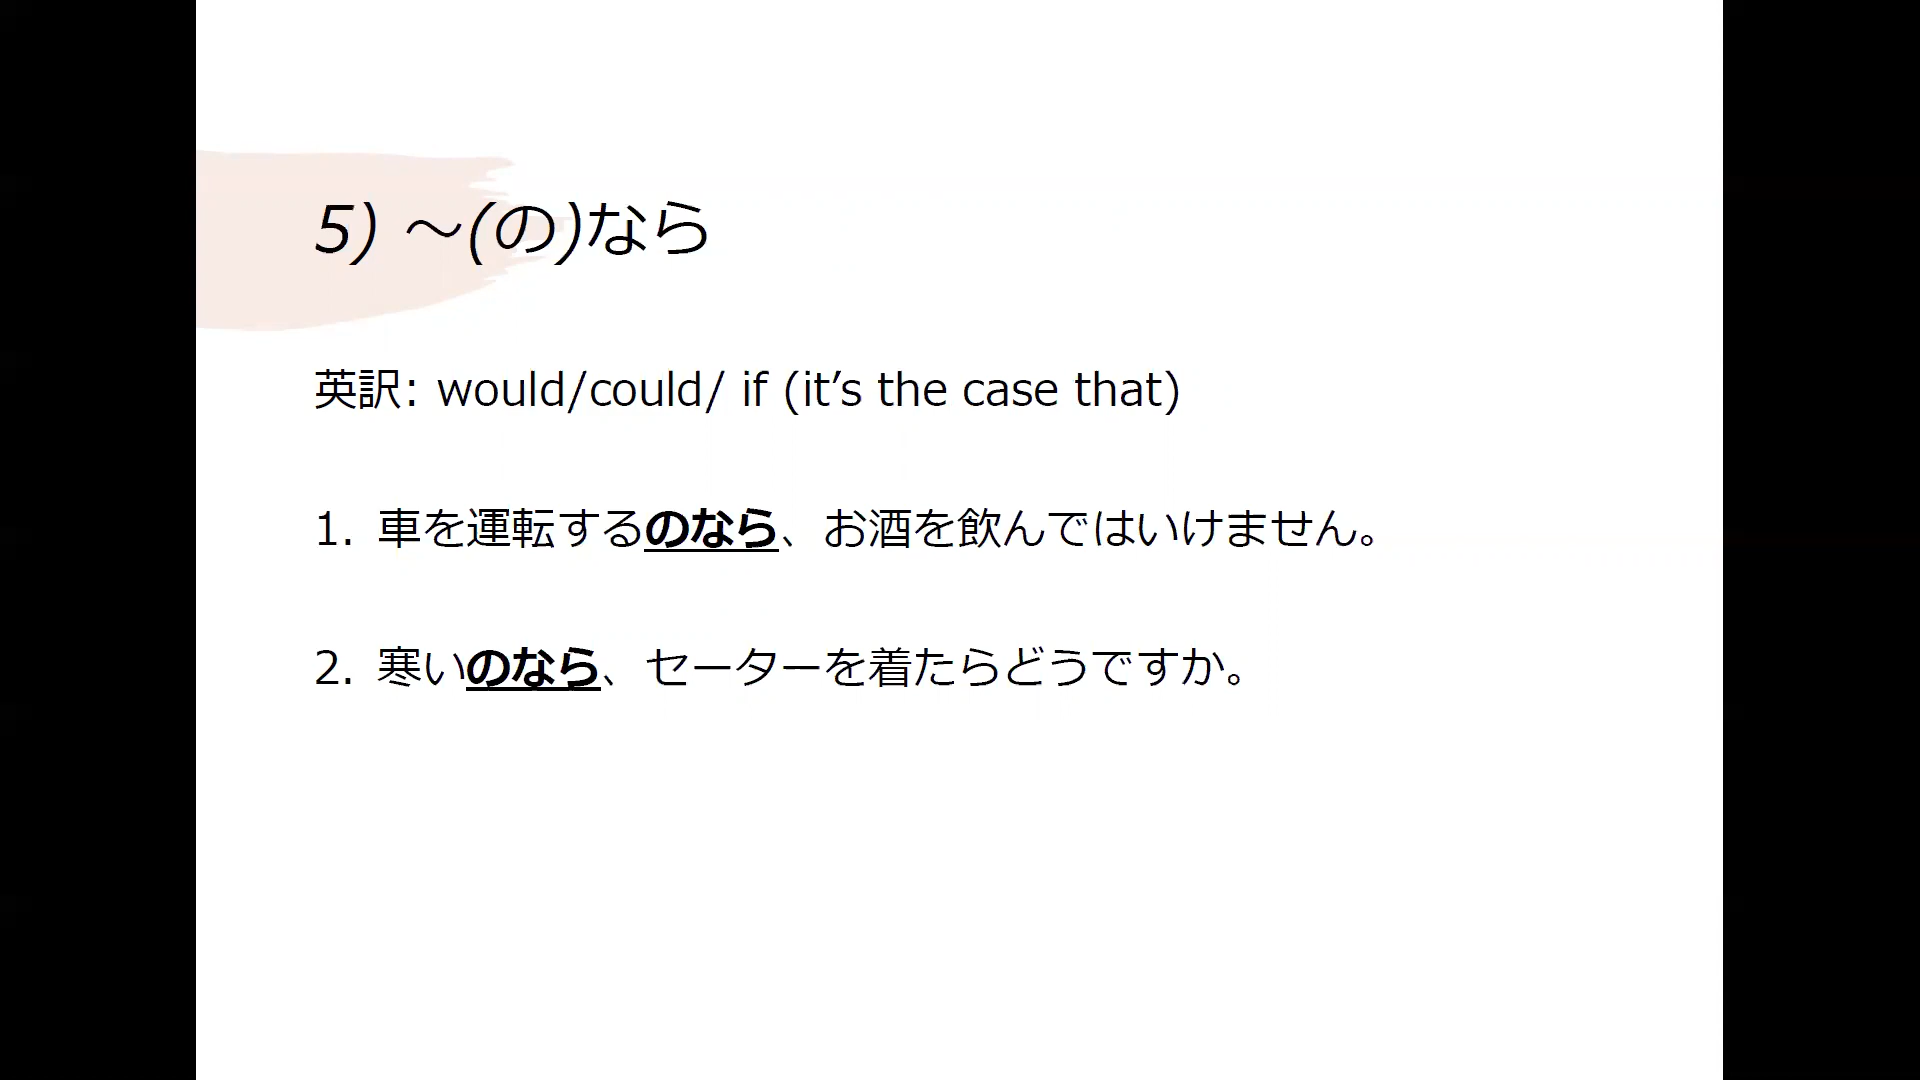 5) ～(の)なら
英訳: would/could/ if (it’s the case that)
1. 車を運転するのなら、お酒を飲んではいけません。
2. 寒いのなら、セーターを着たらどうですか。